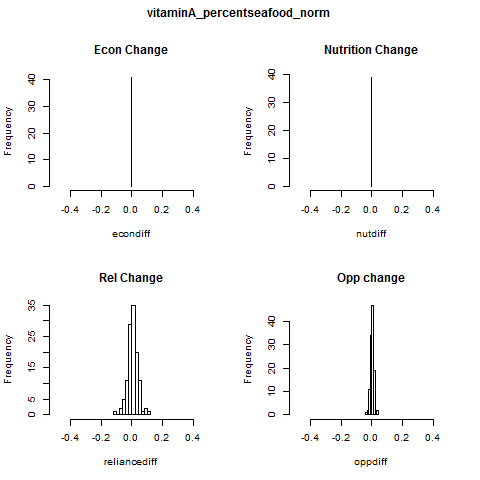 vitaminA_percentseafood_norm
Econ Change
Frequency
0 10 20 30 40
-0.4 -0.2 0.0 0.2 0.4
econdiff
Nutrition Change
Frequency
0 10 20 30 40
-0.4 -0.2 0.0 0.2 0.4
nutdiff
Rel Change
Frequency
0 5 15 25 35
-0.4 -0.2 0.0 0.2 0.4
reliancediff
Opp change
Frequency
0 10 20 30 40
-0.4 -0.2 0.0 0.2 0.4
oppdiff